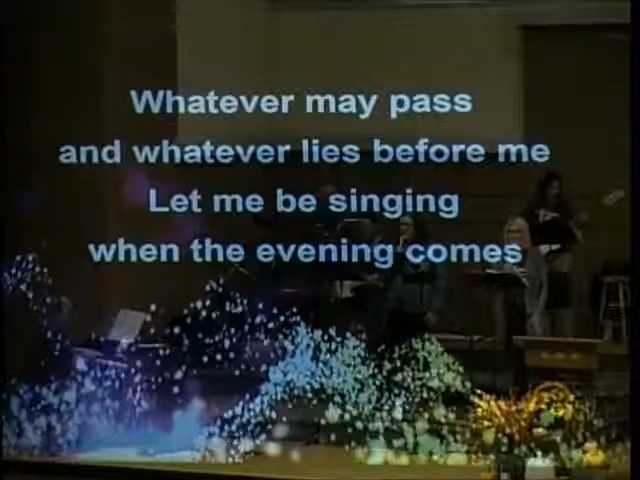 Whatever may pass
and whatever lies before me
Let me be singing
when the evening comes